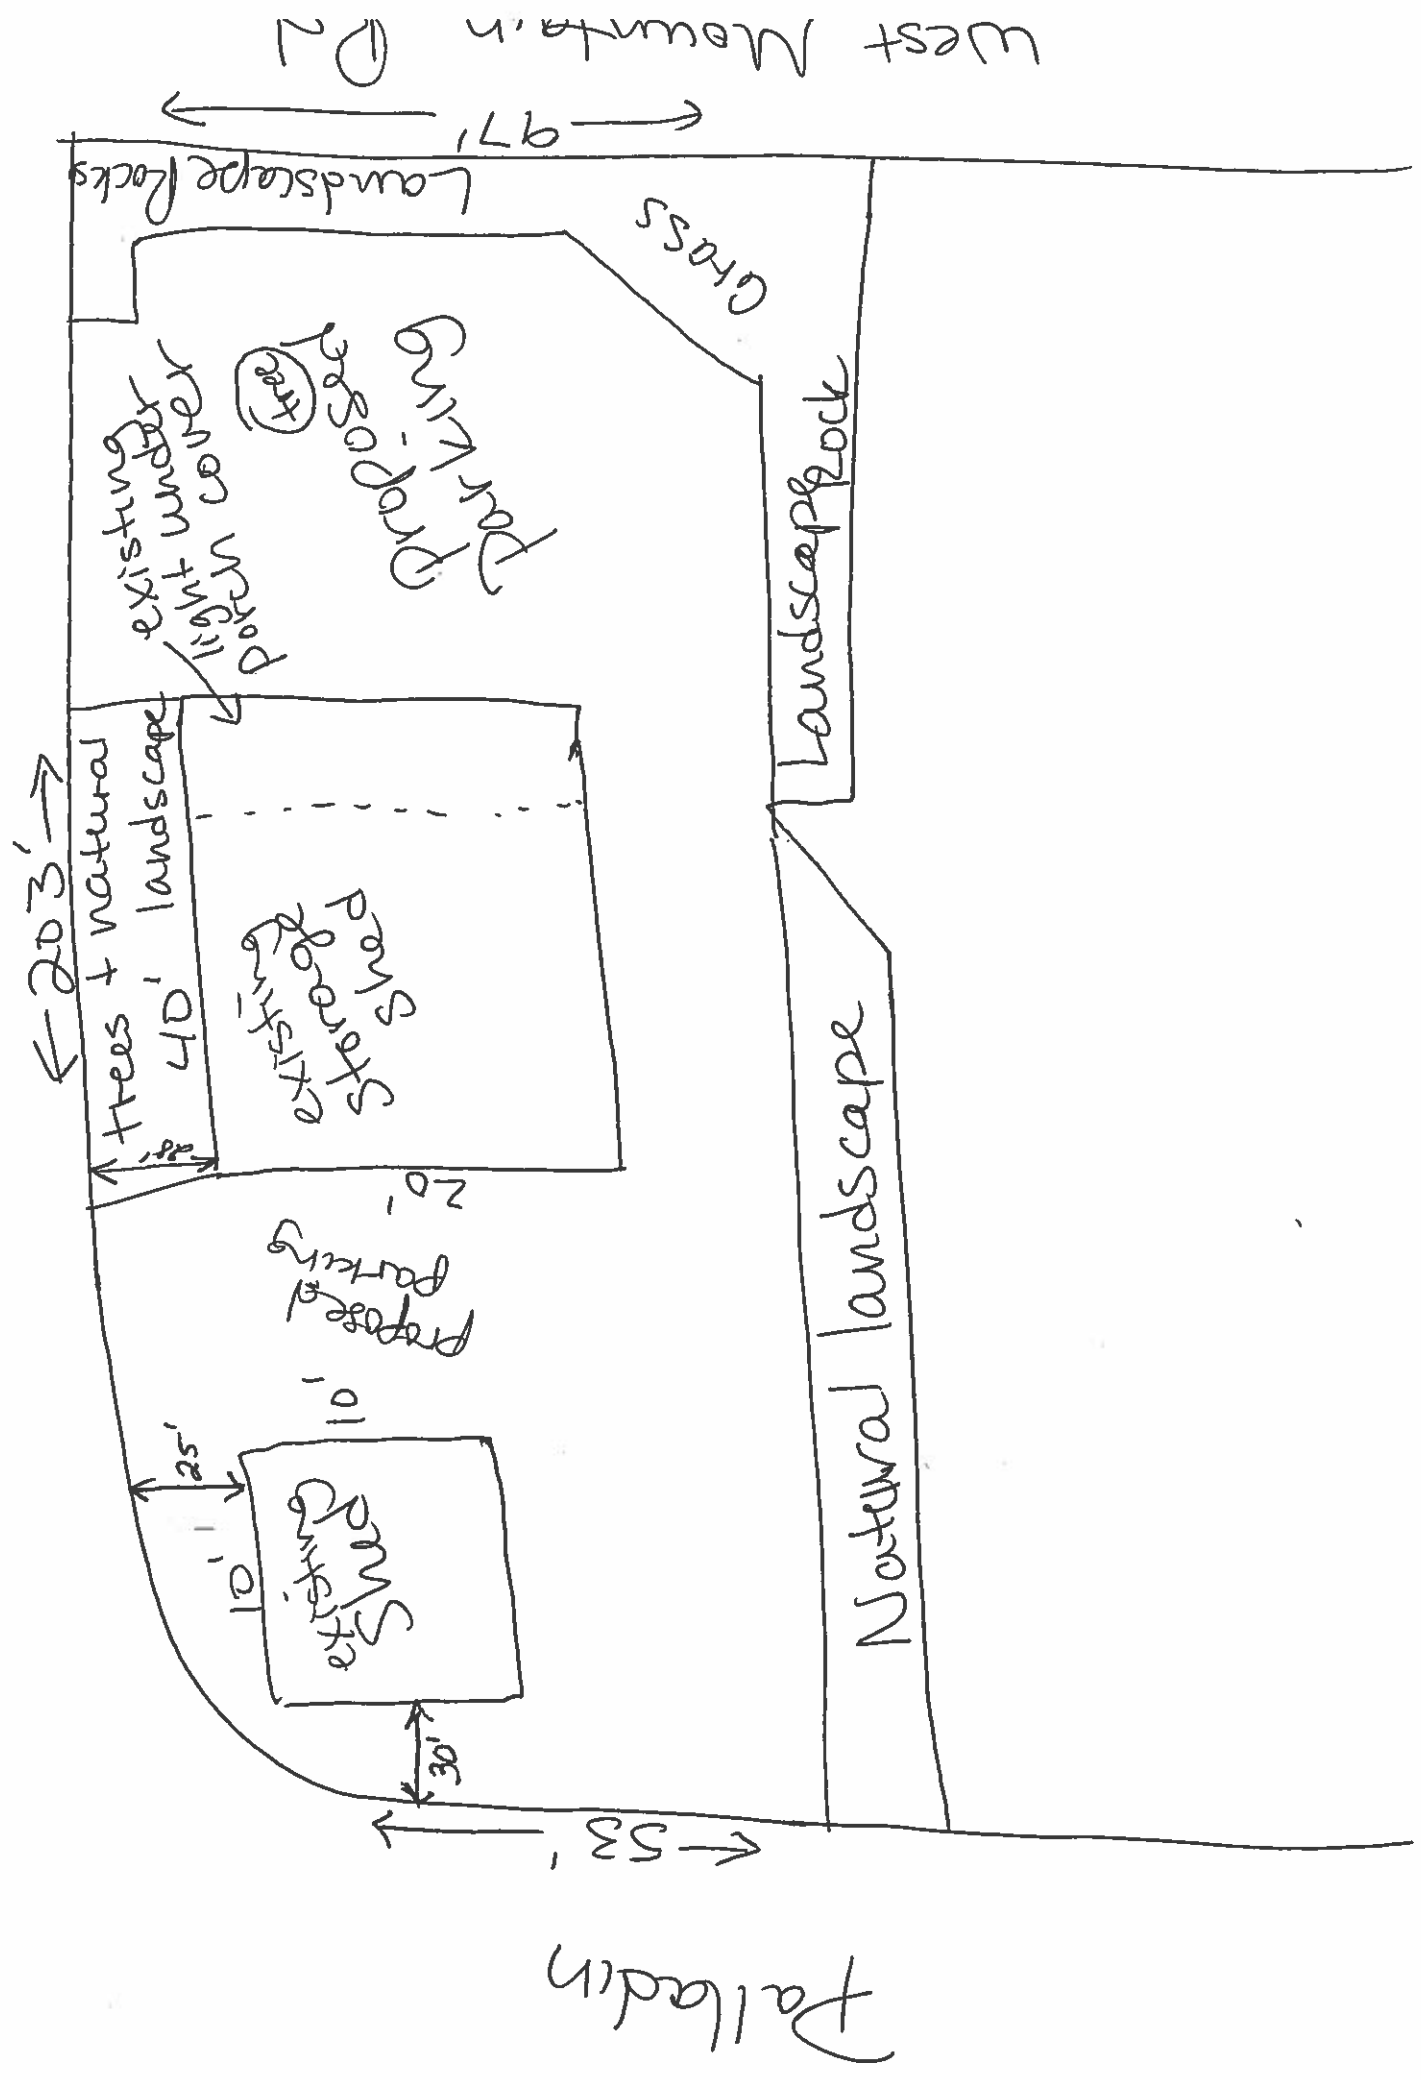 West Mountain Rd
97'
Landscape Rocks
Grass
existing
light under
porch cover
tree
Proposed
Parking
Landscape Rock
203'
trees + natural
40' landscape
28'
existing
Storage
Shed
20'
proposed
parking
10'
25'
10'
existing
Shed
30'
Natural landscape
53'
Palladin